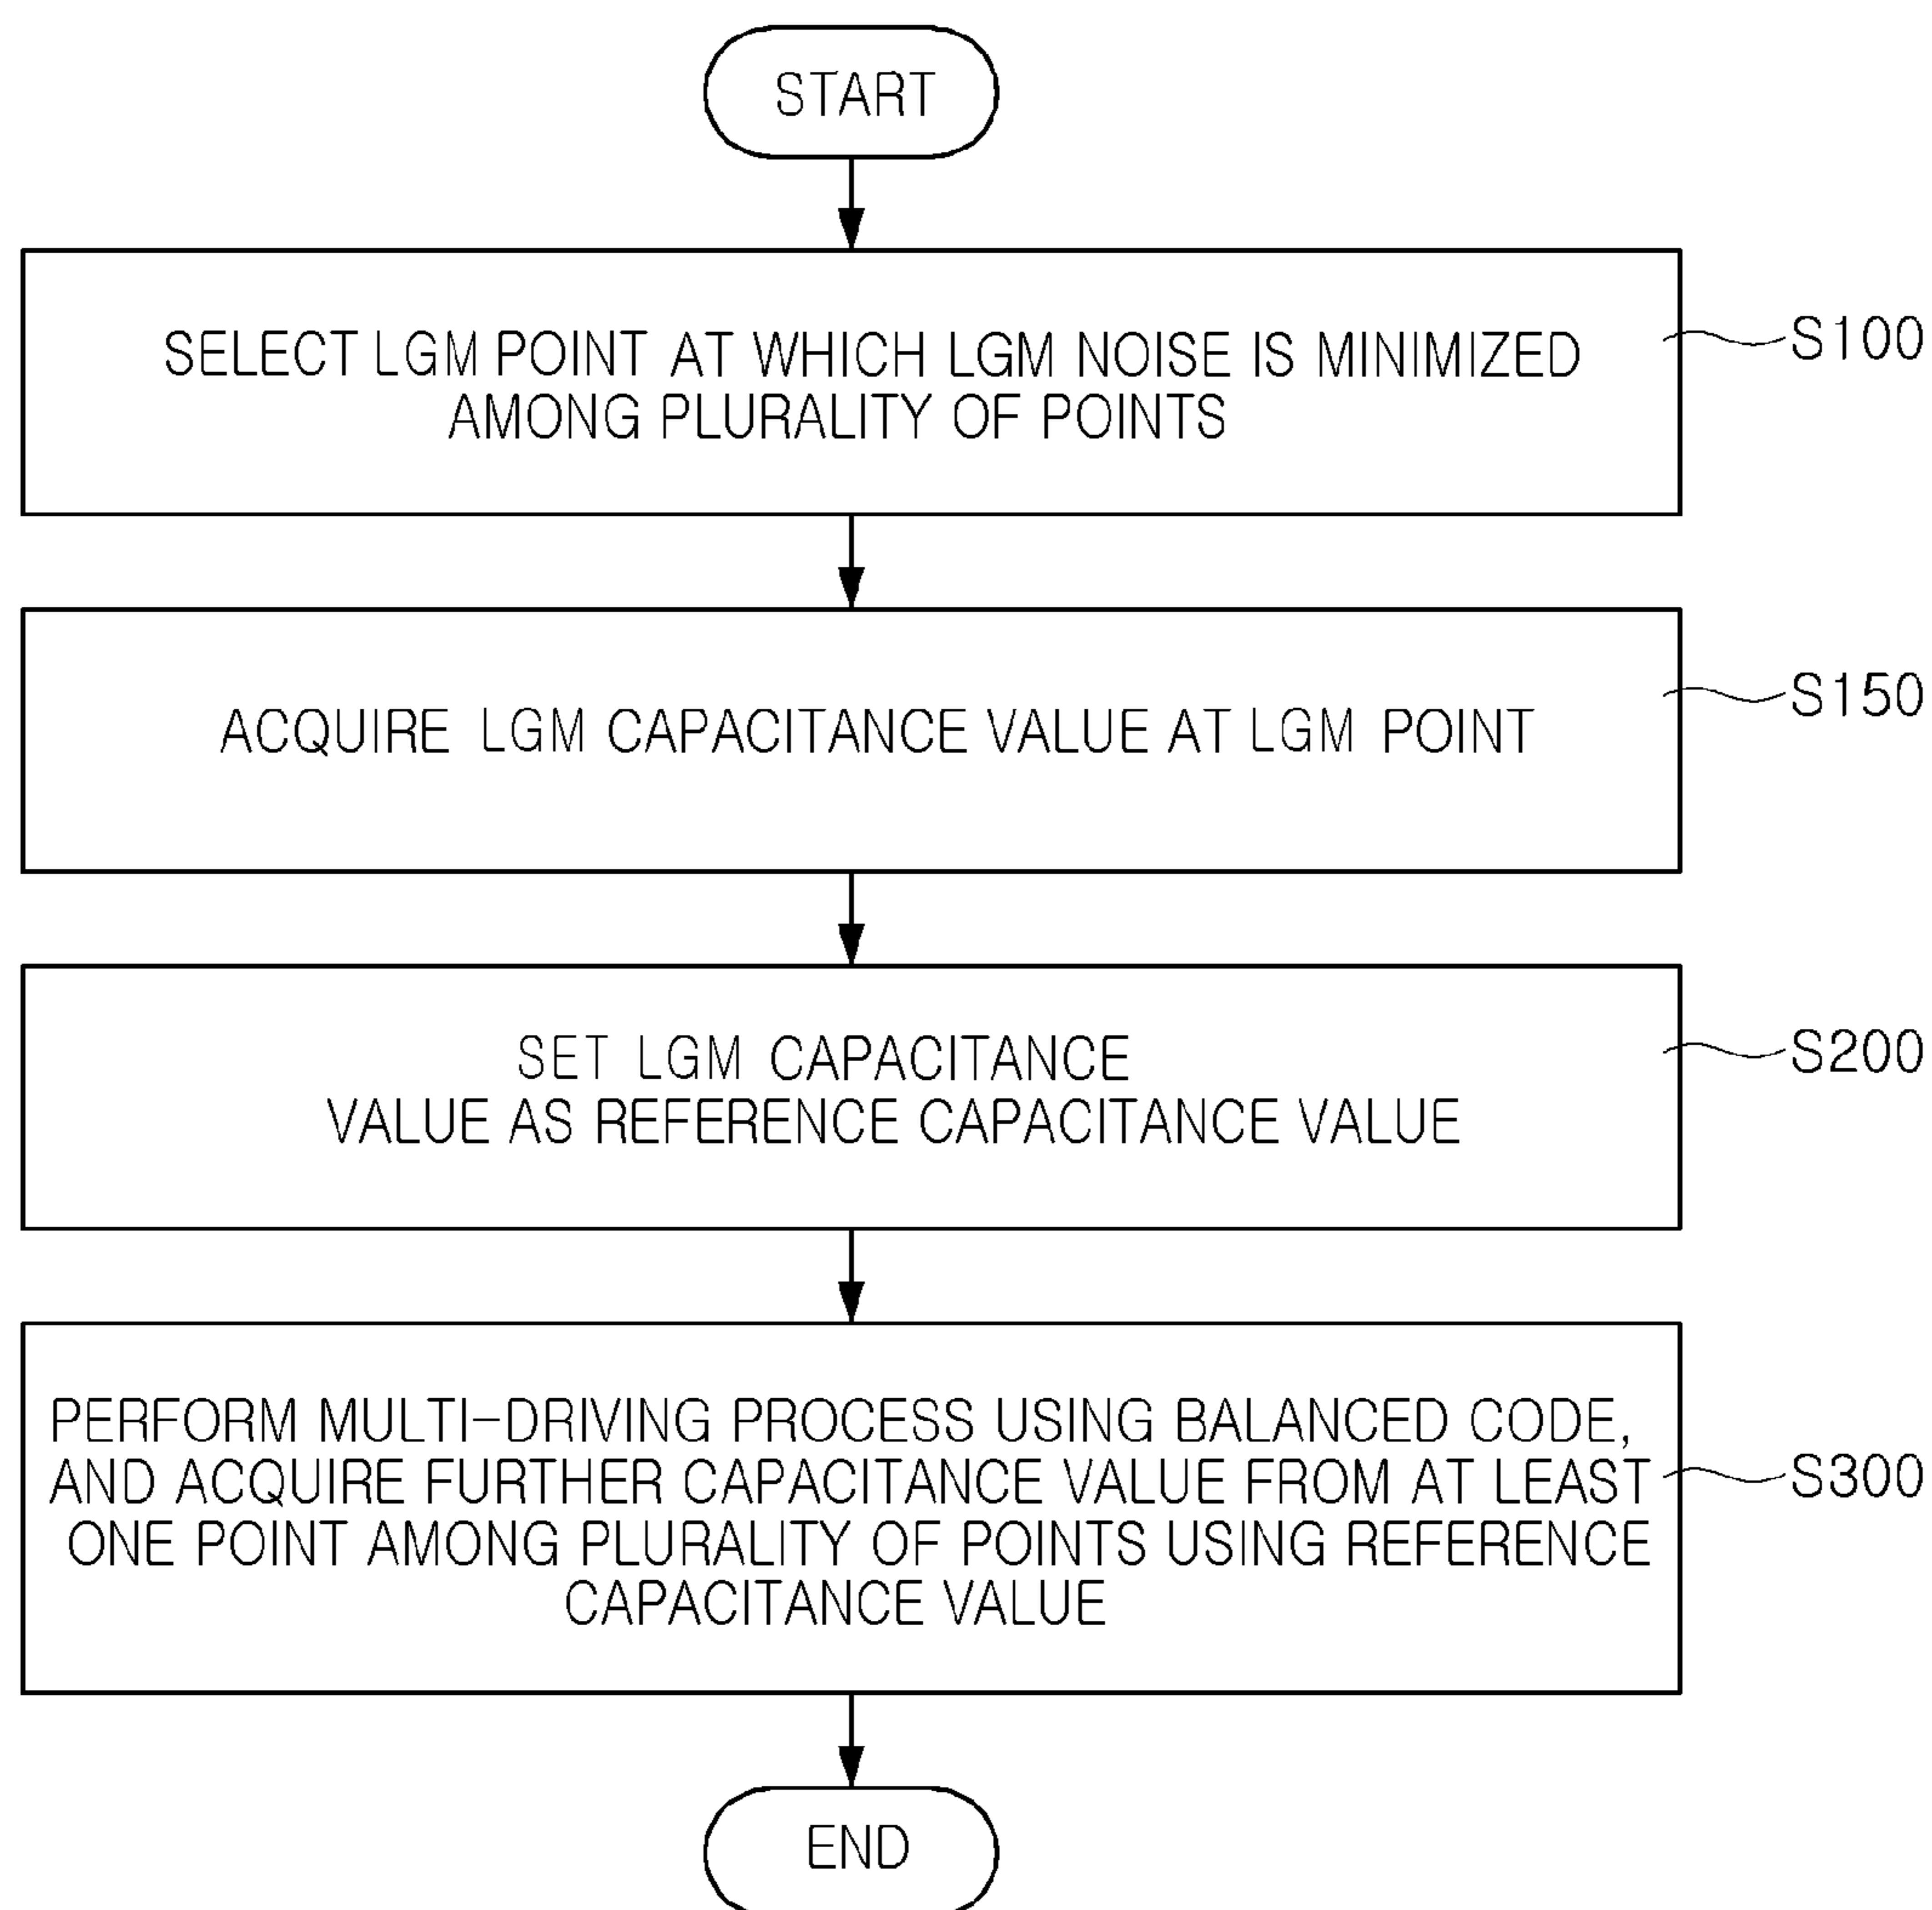 START
SELECT LGM POINT AT WHICH LGM NOISE IS MINIMIZED
AMONG PLURALITY OF POINTS
S100
ACQUIRE LGM CAPACITANCE VALUE AT LGM POINT
S150
SET LGM CAPACITANCE
VALUE AS REFERENCE CAPACITANCE VALUE
S200
PERFORM MULTI-DRIVING PROCESS USING BALANCED CODE,
AND ACQUIRE FURTHER CAPACITANCE VALUE FROM AT LEAST
ONE POINT AMONG PLURALITY OF POINTS USING REFERENCE
CAPACITANCE VALUE
S300
END